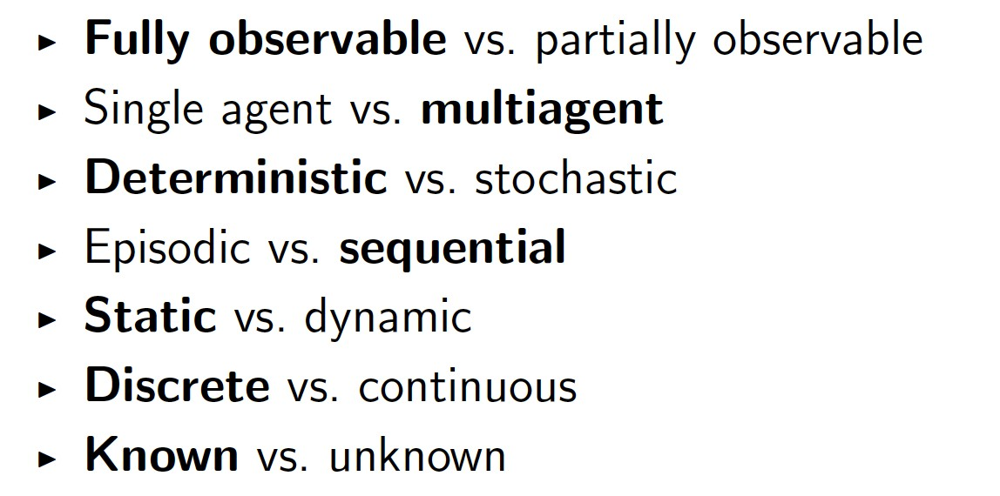 ▶ Fully observable vs. partially observable
▶ Single agent vs. multiagent
▶ Deterministic vs. stochastic
▶ Episodic vs. sequential
▶ Static vs. dynamic
▶ Discrete vs. continuous
▶ Known vs. unknown